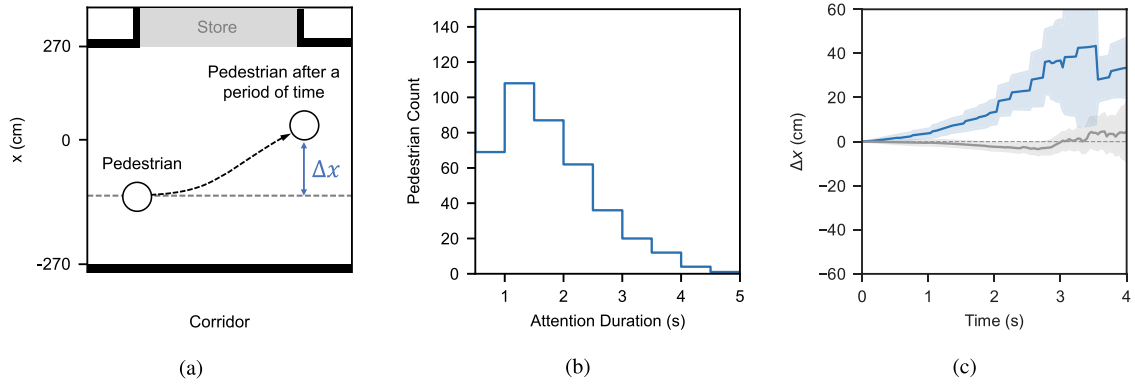 Store
270
Pedestrian after a
period of time
x (cm)
0
Pedestrian
Δx
-270
Corridor
(a)
140
120
100
80
60
40
20
0
Pedestrian Count
1 2 3 4 5
Attention Duration (s)
(b)
60
40
20
0
−20
−40
−60
Δx (cm)
0 1 2 3 4
Time (s)
(c)